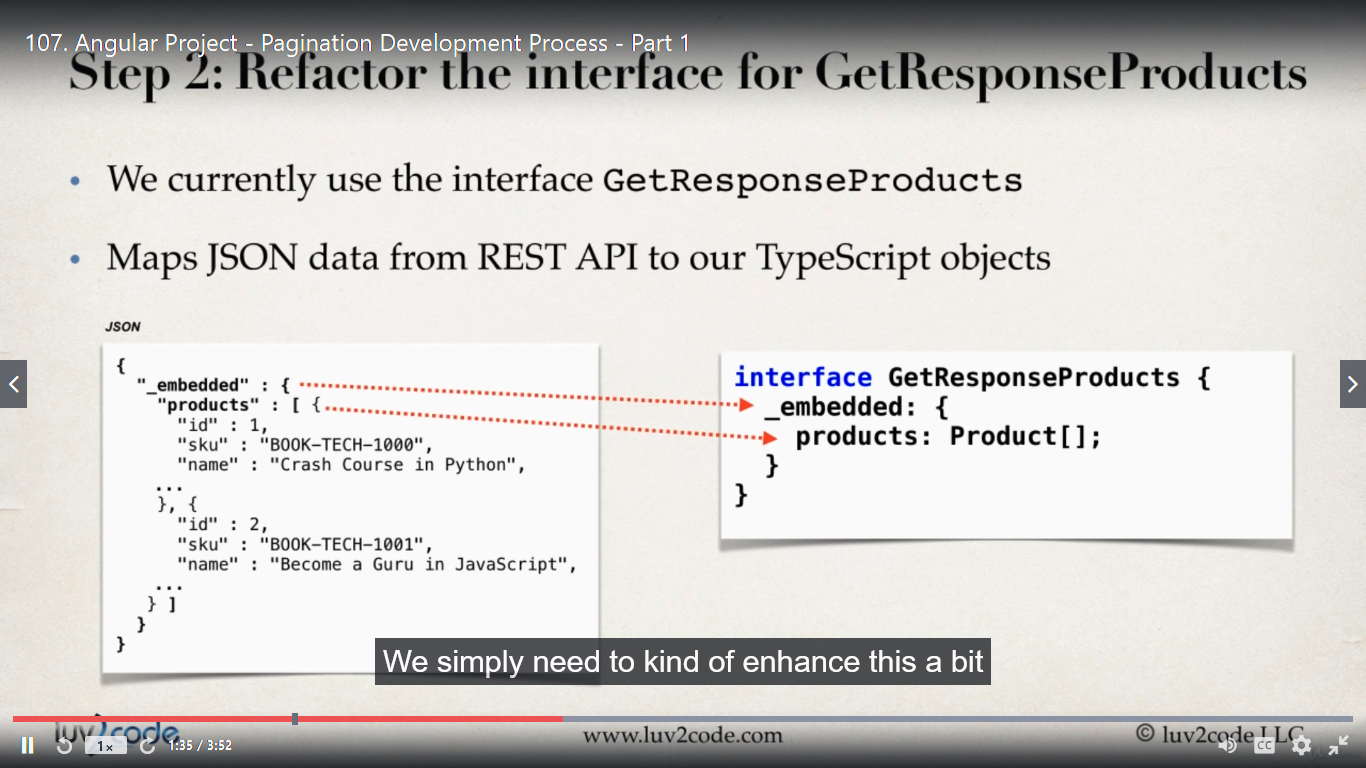 107. Angular Project - Pagination Development Process - Part 1
Step 2: Refactor the interface for GetResponseProducts
• We currently use the interface GetResponseProducts
• Maps JSON data from REST API to our TypeScript objects
JSON
{
"_embedded" : {
"products" : [ {
"id" : 1,
"sku" : "BOOK-TECH-1000",
"name" : "Crash Course in Python",
...
}, {
"id" : 2,
"sku" : "BOOK-TECH-1001",
"name" : "Become a Guru in JavaScript",
...
} ]
}
}
interface GetResponseProducts {
_embedded: {
products: Product[];
}
}
We simply need to kind of enhance this a bit
luv2code
www.luv2code.com
© luv2code LLC
1x
1:35 / 3:52
CC